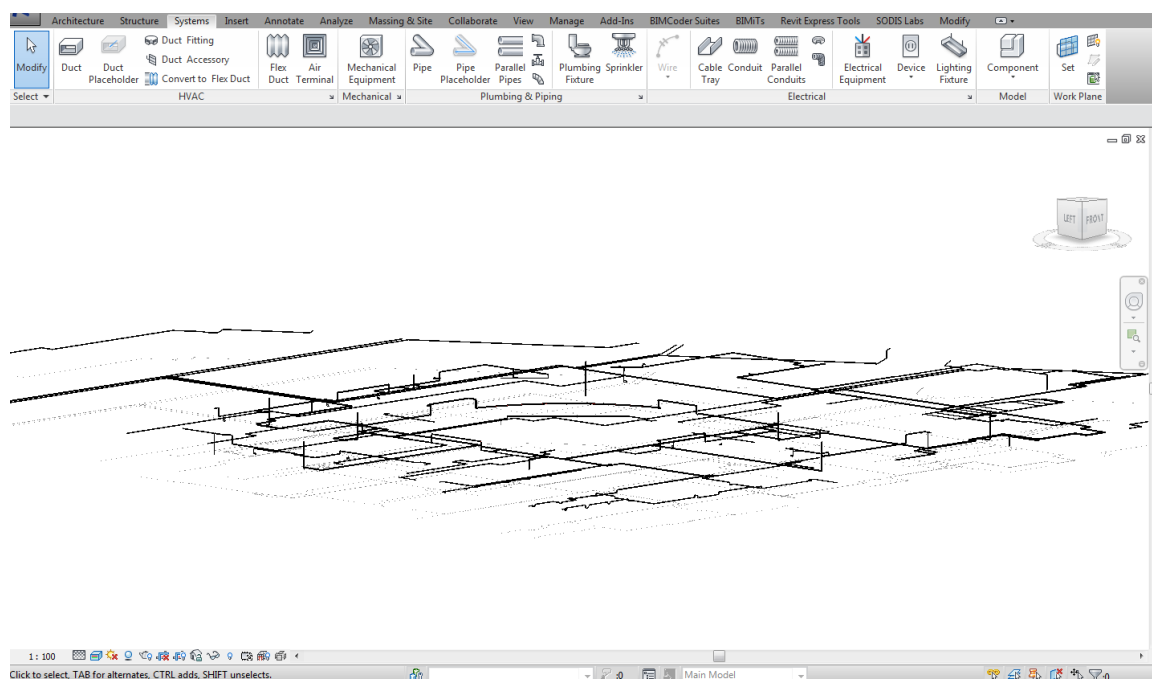 Architecture Structure Systems Insert Annotate Analyze Massing & Site Collaborate View Manage Add-Ins BIMCoder Suites BIMiTs Revit Express Tools SODIS Labs Modify
Modify
Duct
Duct Placeholder
Duct Fitting
Duct Accessory
Convert to Flex Duct
Flex Duct
Air Terminal
Mechanical Equipment
Pipe
Pipe Placeholder
Parallel Pipes
Plumbing Fixture
Sprinkler
Wire
Cable Tray
Conduit
Parallel Conduits
Electrical Equipment
Device
Lighting Fixture
Component
Set
Select HVAC Mechanical Plumbing & Piping Electrical Model Work Plane
LEFT FRONT
1 : 100
Click to select, TAB for alternates, CTRL adds, SHIFT unselects. :0 Main Model :0